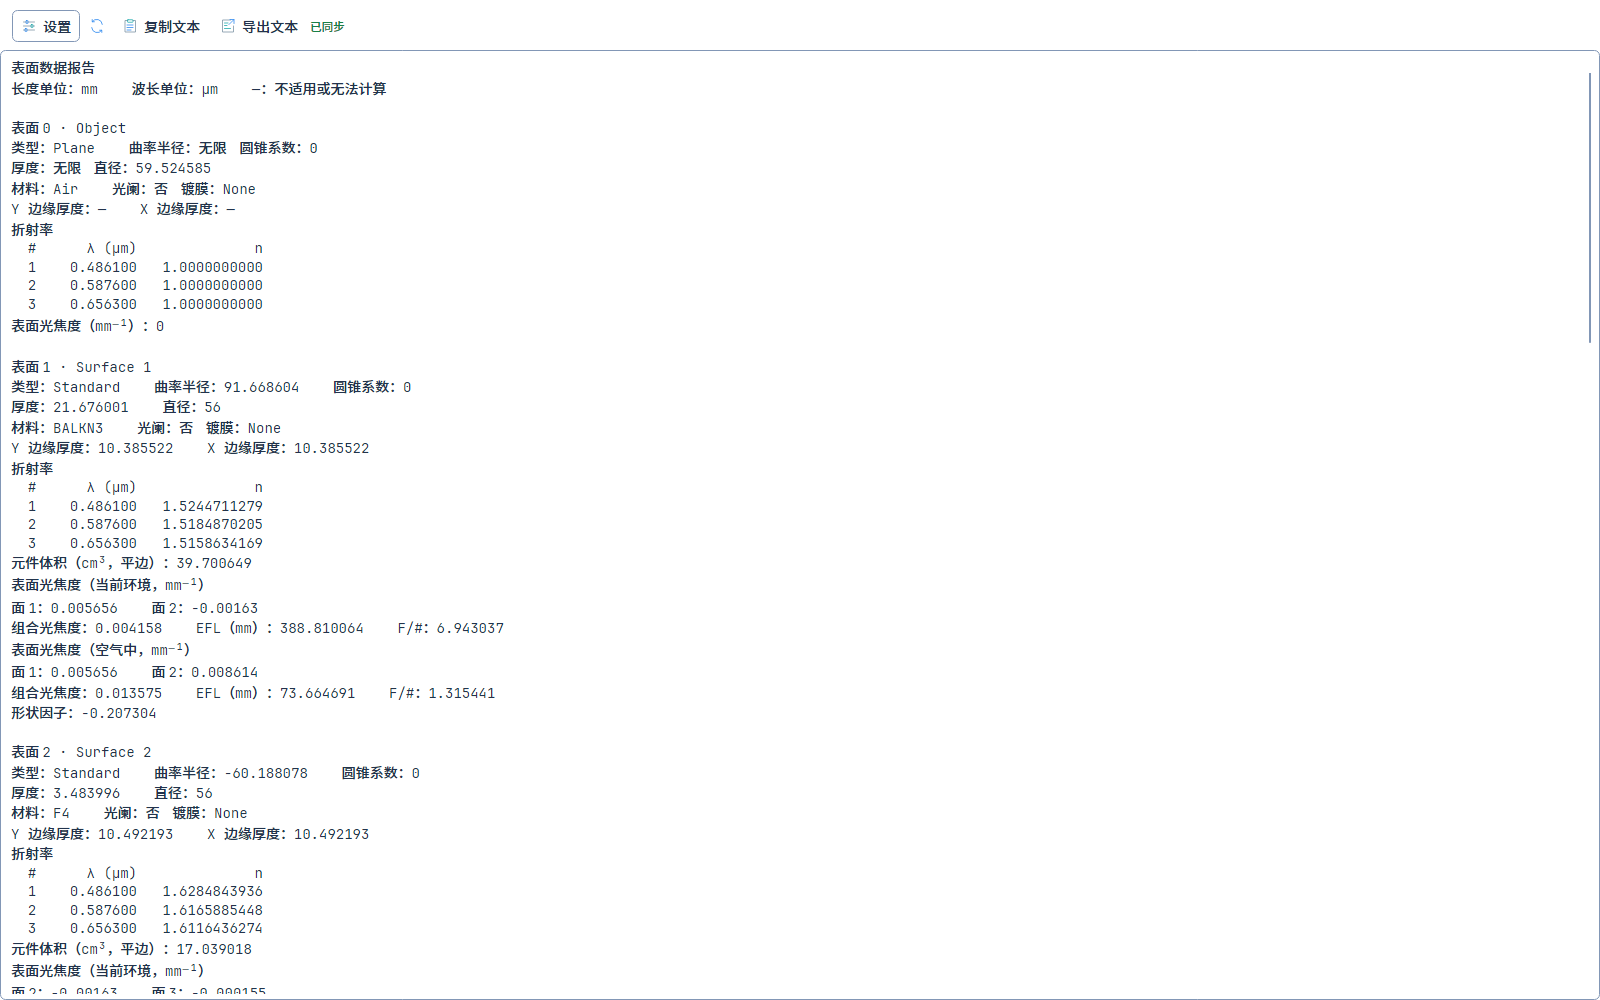 设置 复制文本 导出文本 已同步
表面数据报告
长度单位：mm 波长单位：µm —：不适用或无法计算
表面 0 · Object
类型：Plane 曲率半径：无限 圆锥系数：0
厚度：无限 直径：59.524585
材料：Air 光阑：否 镀膜：None
Y 边缘厚度：— X 边缘厚度：—
折射率
# λ (µm) n
1 0.486100 1.0000000000
2 0.587600 1.0000000000
3 0.656300 1.0000000000
表面光焦度（mm⁻¹）：0
表面 1 · Surface 1
类型：Standard 曲率半径：91.668604 圆锥系数：0
厚度：21.676001 直径：56
材料：BALKN3 光阑：否 镀膜：None
Y 边缘厚度：10.385522 X 边缘厚度：10.385522
折射率
# λ (µm) n
1 0.486100 1.5244711279
2 0.587600 1.5184870205
3 0.656300 1.5158634169
元件体积（cm³，平边）：39.700649
表面光焦度（当前环境，mm⁻¹）
面 1：0.005656 面 2：-0.00163
组合光焦度：0.004158 EFL（mm）：388.810064 F/#：6.943037
表面光焦度（空气中，mm⁻¹）
面 1：0.005656 面 2：0.008614
组合光焦度：0.013575 EFL（mm）：73.664691 F/#：1.315441
形状因子：-0.207304
表面 2 · Surface 2
类型：Standard 曲率半径：-60.188078 圆锥系数：0
厚度：3.483996 直径：56
材料：F4 光阑：否 镀膜：None
Y 边缘厚度：10.492193 X 边缘厚度：10.492193
折射率
# λ (µm) n
1 0.486100 1.6284843936
2 0.587600 1.6165885448
3 0.656300 1.6116436274
元件体积（cm³，平边）：17.039018
表面光焦度（当前环境，mm⁻¹）
面 2：-0.00163 面 3：-0.000155